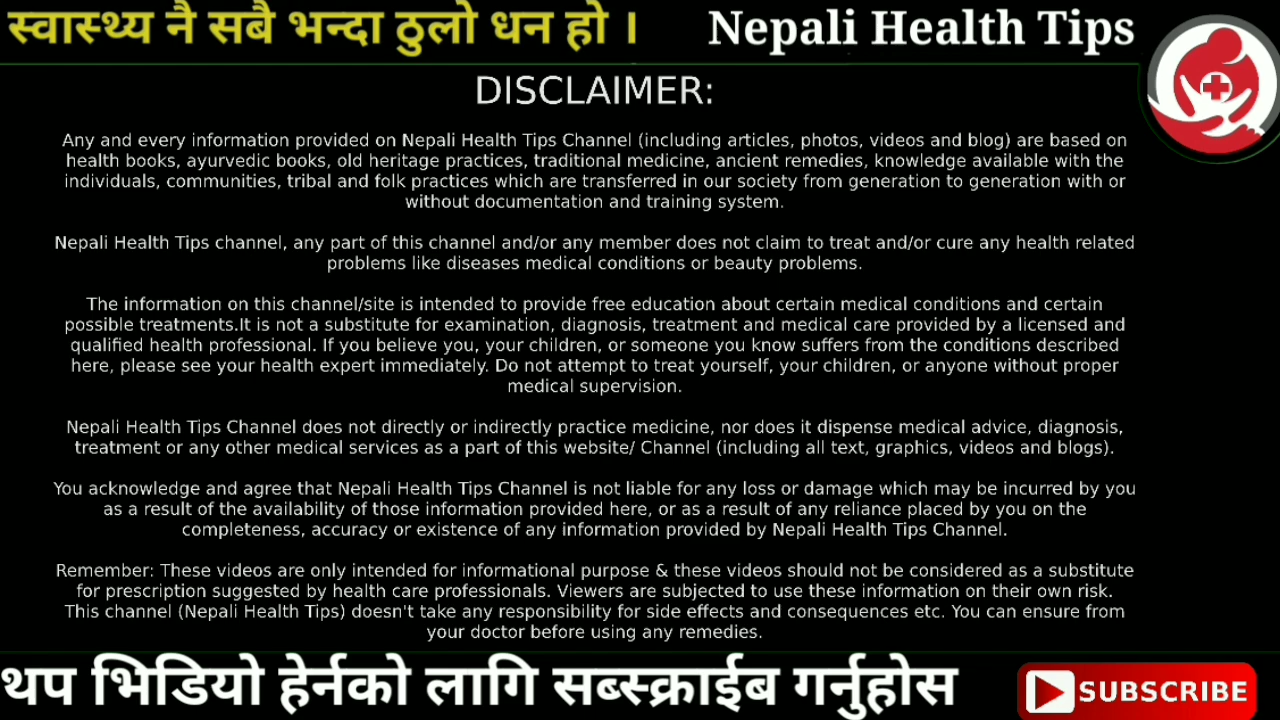 स्वास्थ्य नै सबै भन्दा ठुलो धन हो ।
Nepali Health Tips
DISCLAIMER:
Any and every information provided on Nepali Health Tips Channel (including articles, photos, videos and blog) are based on
health books, ayurvedic books, old heritage practices, traditional medicine, ancient remedies, knowledge available with the
individuals, communities, tribal and folk practices which are transferred in our society from generation to generation with or
without documentation and training system.
Nepali Health Tips channel, any part of this channel and/or any member does not claim to treat and/or cure any health related
problems like diseases medical conditions or beauty problems.
The information on this channel/site is intended to provide free education about certain medical conditions and certain
possible treatments.It is not a substitute for examination, diagnosis, treatment and medical care provided by a licensed and
qualified health professional. If you believe you, your children, or someone you know suffers from the conditions described
here, please see your health expert immediately. Do not attempt to treat yourself, your children, or anyone without proper
medical supervision.
Nepali Health Tips Channel does not directly or indirectly practice medicine, nor does it dispense medical advice, diagnosis,
treatment or any other medical services as a part of this website/ Channel (including all text, graphics, videos and blogs).
You acknowledge and agree that Nepali Health Tips Channel is not liable for any loss or damage which may be incurred by you
as a result of the availability of those information provided here, or as a result of any reliance placed by you on the
completeness, accuracy or existence of any information provided by Nepali Health Tips Channel.
Remember: These videos are only intended for informational purpose & these videos should not be considered as a substitute
for prescription suggested by health care professionals. Viewers are subjected to use these information on their own risk.
This channel (Nepali Health Tips) doesn't take any responsibility for side effects and consequences etc. You can ensure from
your doctor before using any remedies.
थप भिडियो हेर्नको लागि सब्स्क्राईब गर्नुहोस
SUBSCRIBE